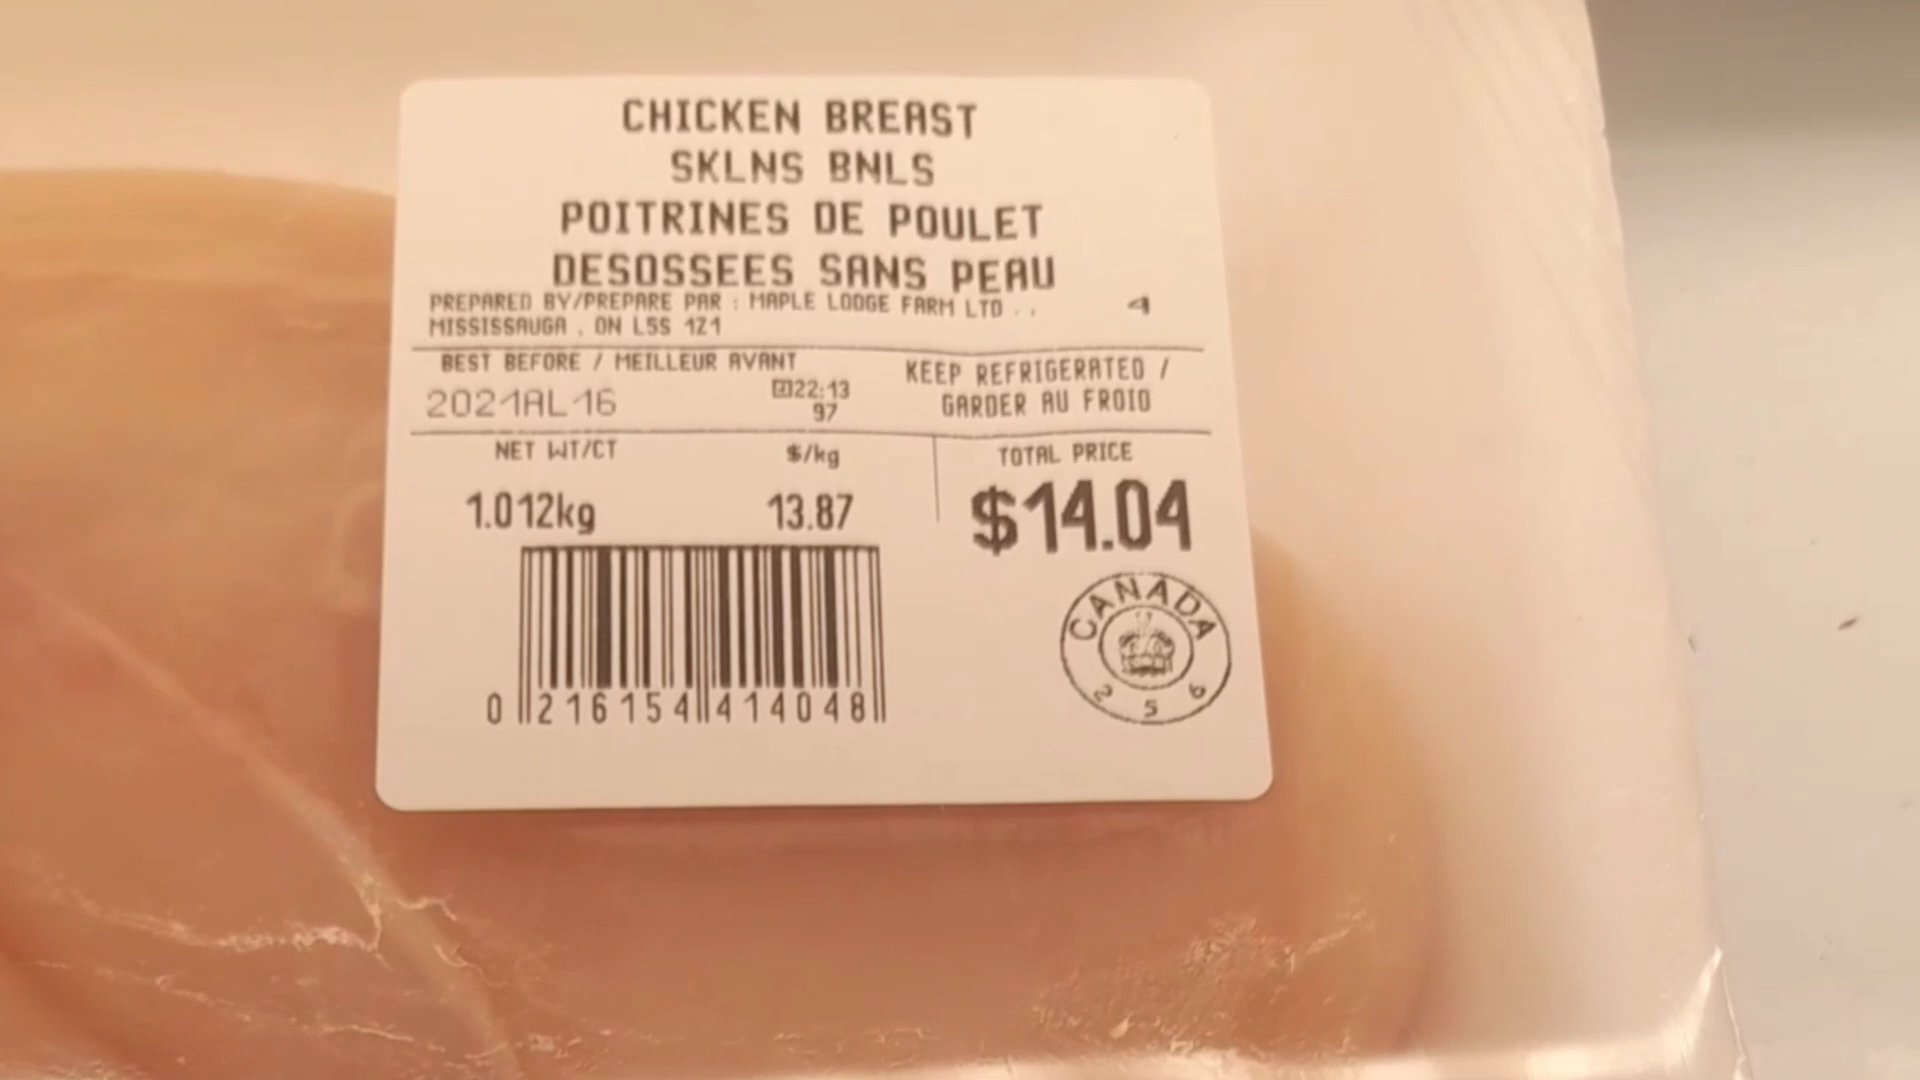 CHICKEN BREAST
SKLNS BNLS
POITRINES DE POULET
DESOSSEES SANS PEAU
PREPARED BY/PREPARE PAR : MAPLE LODGE FARM LTD . ,
4
MISSISSAUGA , ON L5S 1Z1
BEST BEFORE / MEILLEUR AVANT
2021AL16
22:13
97
KEEP REFRIGERATED /
GARDER AU FROID
NET WT/CT
$/kg
TOTAL PRICE
1.012kg
13.87
$14.04
0 216154 414048
CANADA
256